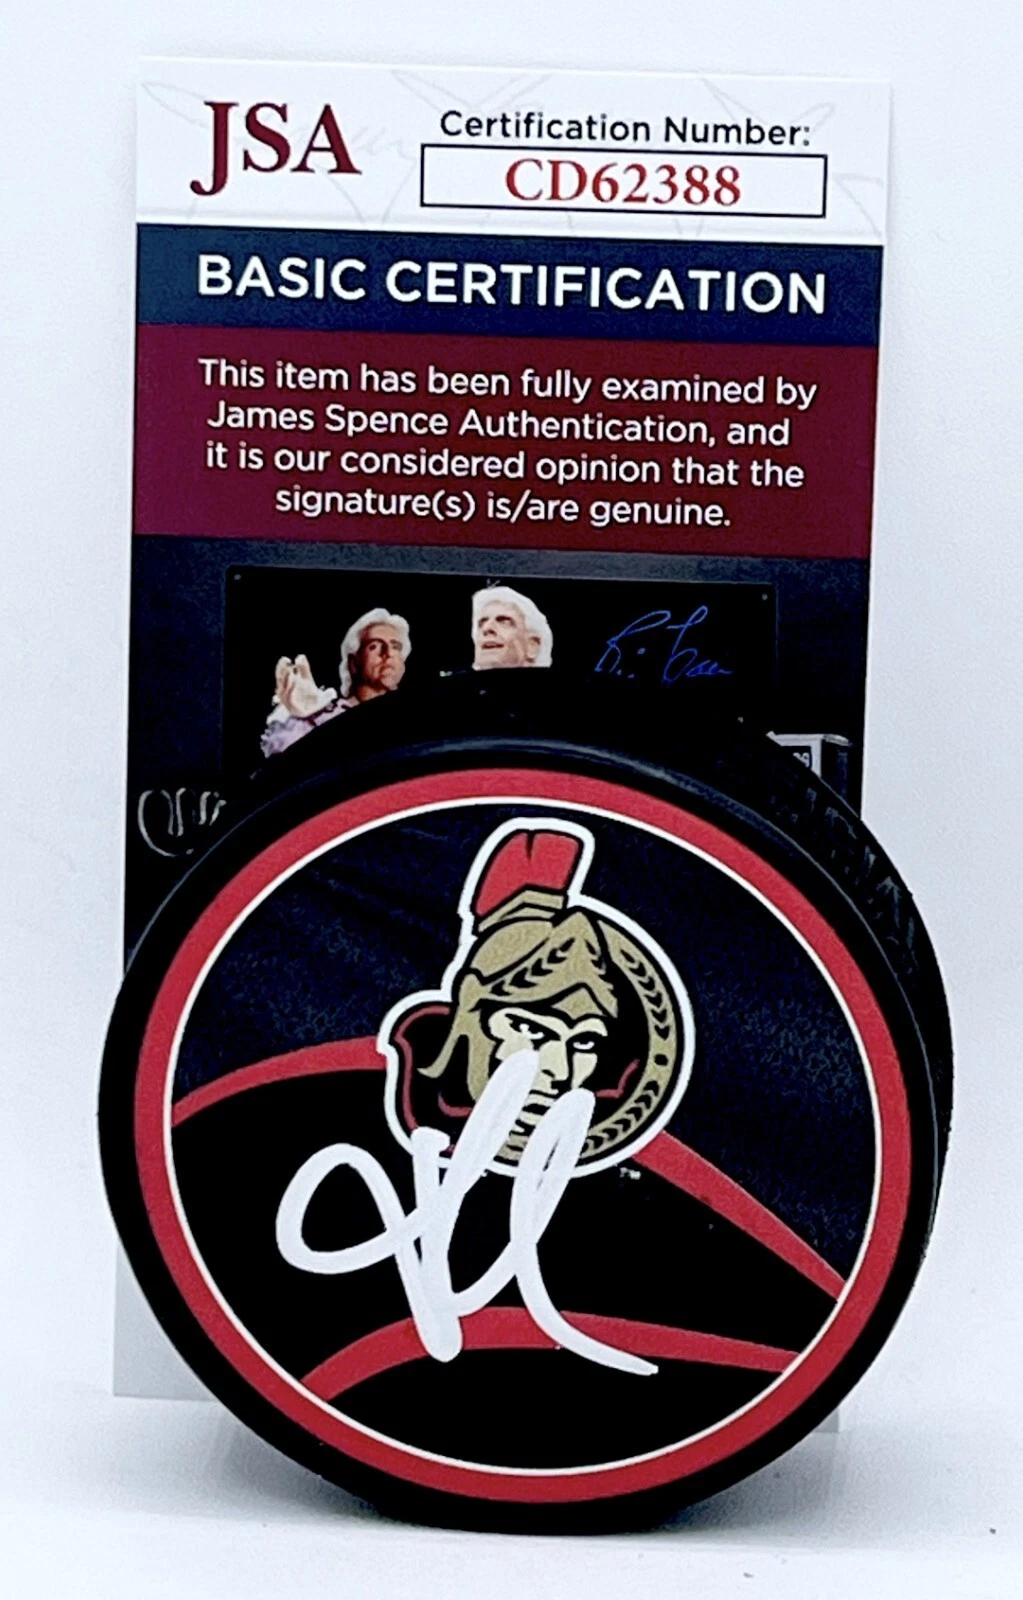 JSA
Certification Number:
CD62388
BASIC CERTIFICATION
This item has been fully examined by
James Spence Authentication, and
it is our considered opinion that the
signature(s) is/are genuine.
TM